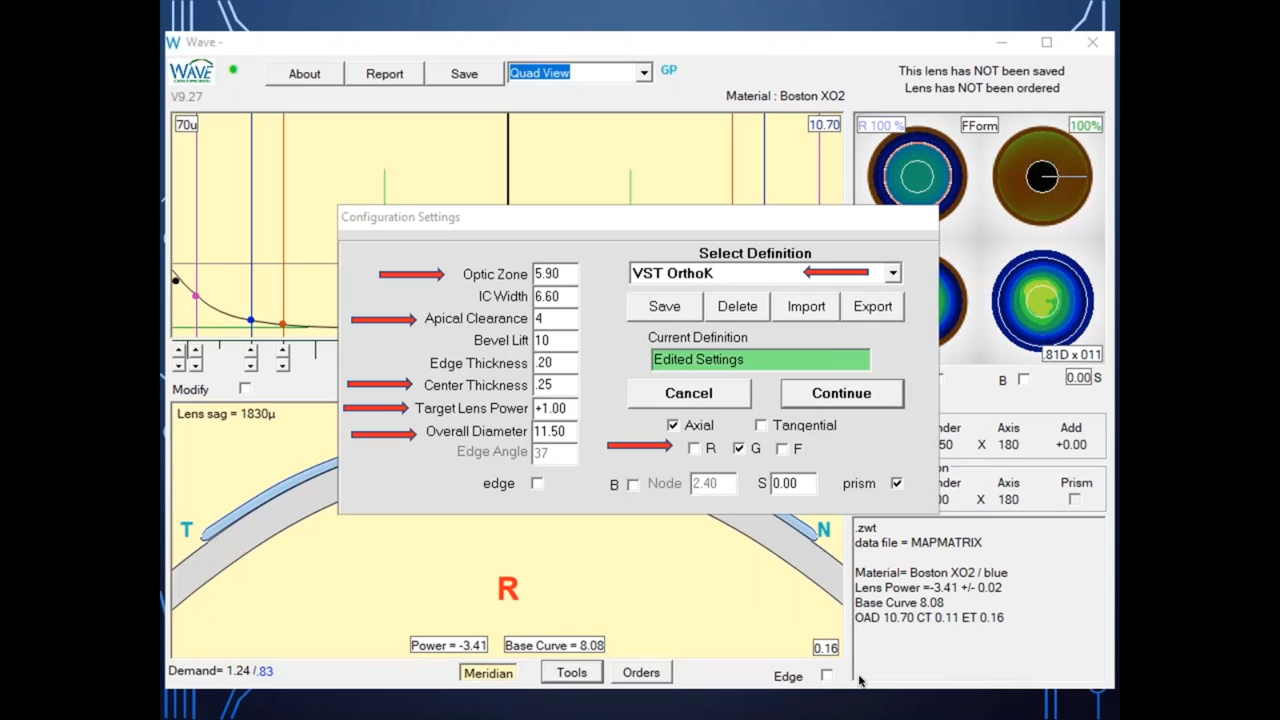 Wave -
WAVE
About
Report
Save
Quad View
GP
This lens has NOT been saved
Lens has NOT been ordered
V9.27
Material : Boston XO2
70u
10.70
R 100 %
FForm
100%
Configuration Settings
Optic Zone 5.90
IC Width 6.60
Apical Clearance 4
Bevel Lift 10
Edge Thickness .20
Center Thickness .25
Target Lens Power +1.00
Overall Diameter 11.50
Edge Angle 37
edge
Select Definition
VST OrthoK
Save
Delete
Import
Export
Current Definition
Edited Settings
Cancel
Continue
Axial
Tangential
R
G
F
B
Node 2.40
S 0.00
prism
.81D x 011
B
0.00 S
Modify
Lens sag = 1830µ
nder Axis Add
50 X 180 +0.00
on
nder Axis Prism
00 X 180
T
N
R
Power = -3.41
Base Curve = 8.08
0.16
.zwt
data file = MAPMATRIX
Material= Boston XO2 / blue
Lens Power =-3.41 +/- 0.02
Base Curve 8.08
OAD 10.70 CT 0.11 ET 0.16
Demand= 1.24 /.83
Meridian
Tools
Orders
Edge